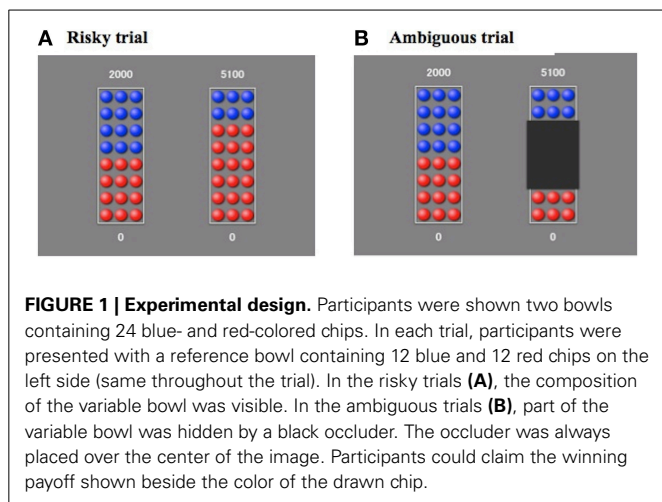 A Risky trial
B Ambiguous trial
2000 5100
2000 5100
0 0
0 0
FIGURE 1 | Experimental design. Participants were shown two bowls
containing 24 blue- and red-colored chips. In each trial, participants were
presented with a reference bowl containing 12 blue and 12 red chips on the
left side (same throughout the trial). In the risky trials (A), the composition
of the variable bowl was visible. In the ambiguous trials (B), part of the
variable bowl was hidden by a black occluder. The occluder was always
placed over the center of the image. Participants could claim the winning
payoff shown beside the color of the drawn chip.